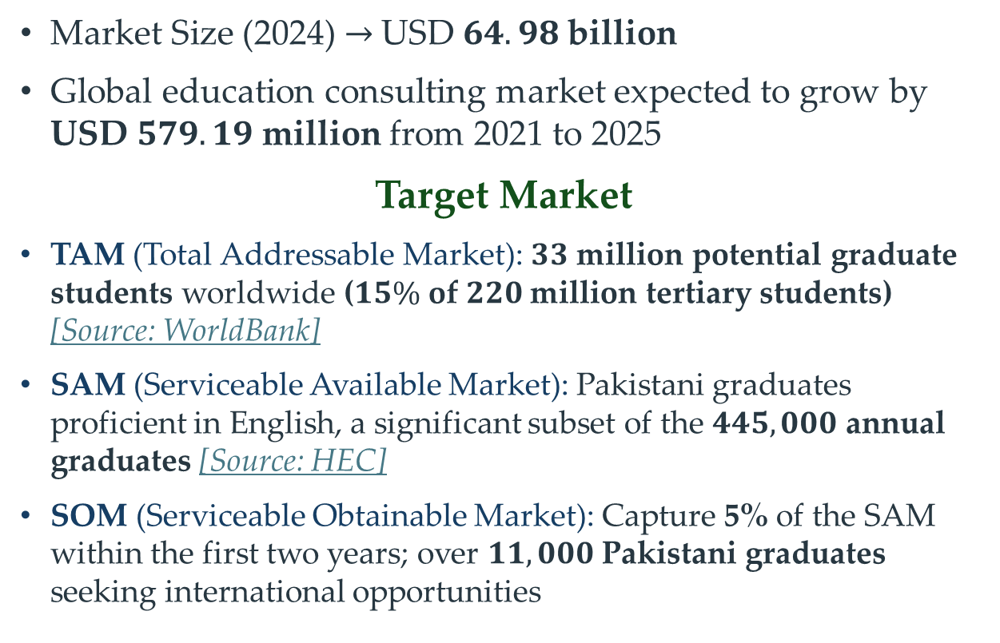 • Market Size (2024) → USD 64.98 billion
• Global education consulting market expected to grow by
USD 579.19 million from 2021 to 2025
Target Market
• TAM (Total Addressable Market): 33 million potential graduate
students worldwide (15% of 220 million tertiary students)
[Source: WorldBank]
• SAM (Serviceable Available Market): Pakistani graduates
proficient in English, a significant subset of the 445,000 annual
graduates [Source: HEC]
• SOM (Serviceable Obtainable Market): Capture 5% of the SAM
within the first two years; over 11,000 Pakistani graduates
seeking international opportunities